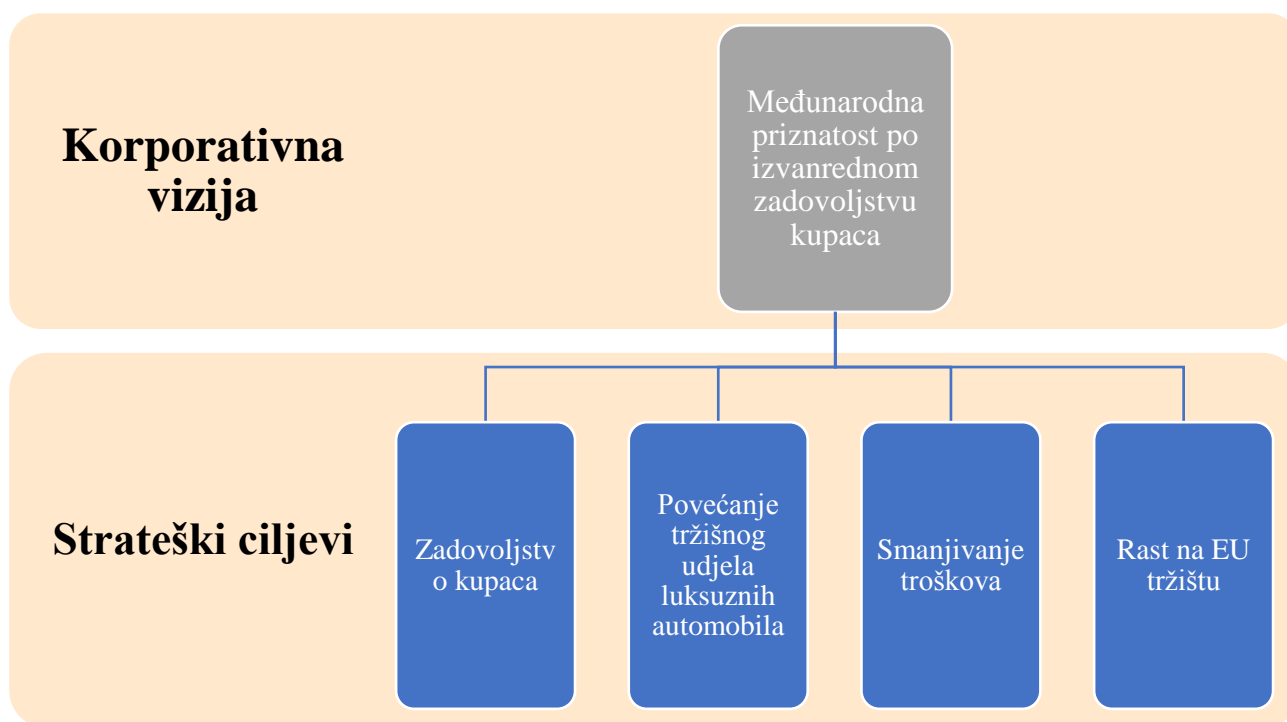 Korporativna
vizija
Međunarodna
priznatost po
izvanrednom
zadovoljstvu
kupaca
Strateški ciljevi
Zadovoljstv
o kupaca
Povećanje
tržišnog
udjela
luksuznih
automobila
Smanjivanje
troškova
Rast na EU
tržištu